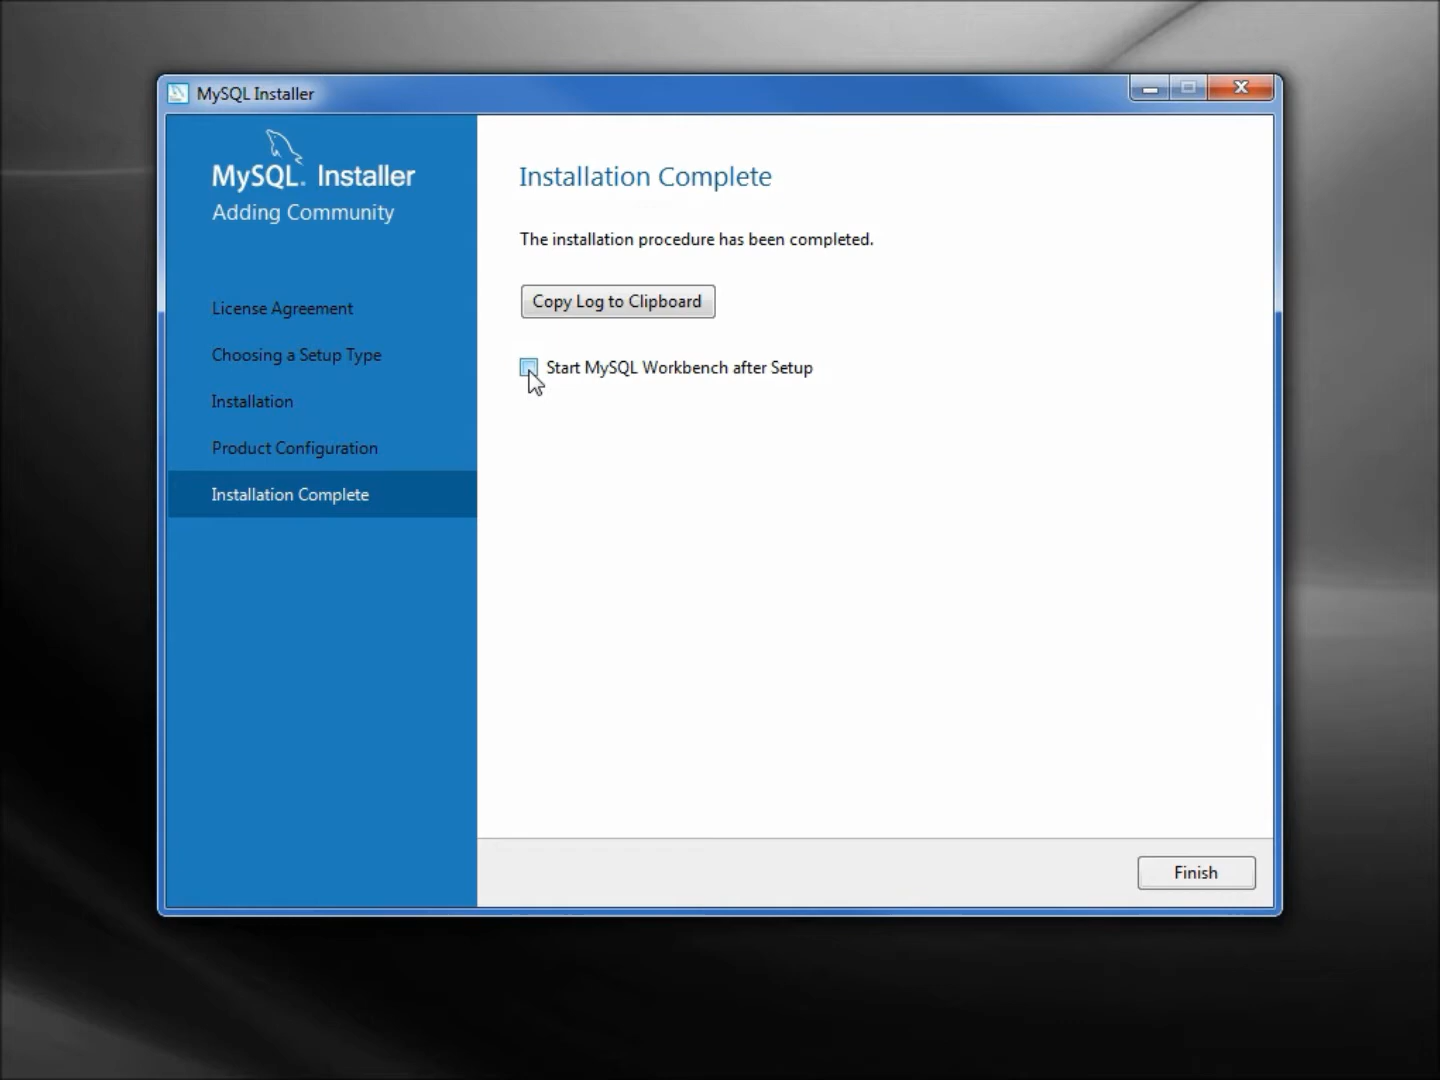 MySQL Installer
MySQL. Installer
Adding Community
License Agreement
Choosing a Setup Type
Installation
Product Configuration
Installation Complete
Installation Complete
The installation procedure has been completed.
Copy Log to Clipboard
Start MySQL Workbench after Setup
Finish